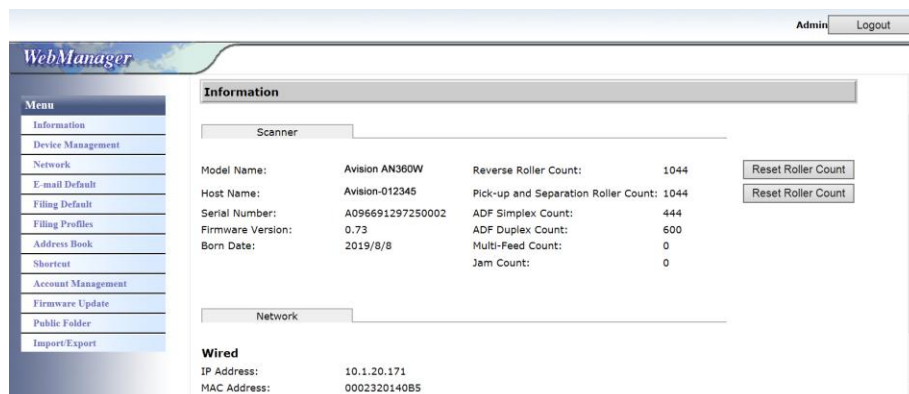 Admin Logout
WebManager
Menu
Information
Device Management
Network
E-mail Default
Filing Default
Filing Profiles
Address Book
Shortcut
Account Management
Firmware Update
Public Folder
Import/Export
Information
Scanner
Model Name: Avision AN360W Reverse Roller Count: 1044 Reset Roller Count
Host Name: Avision-012345 Pick-up and Separation Roller Count: 1044 Reset Roller Count
Serial Number: A096691297250002 ADF Simplex Count: 444
Firmware Version: 0.73 ADF Duplex Count: 600
Born Date: 2019/8/8 Multi-Feed Count: 0
Jam Count: 0
Network
Wired
IP Address: 10.1.20.171
MAC Address: 0002320140B5